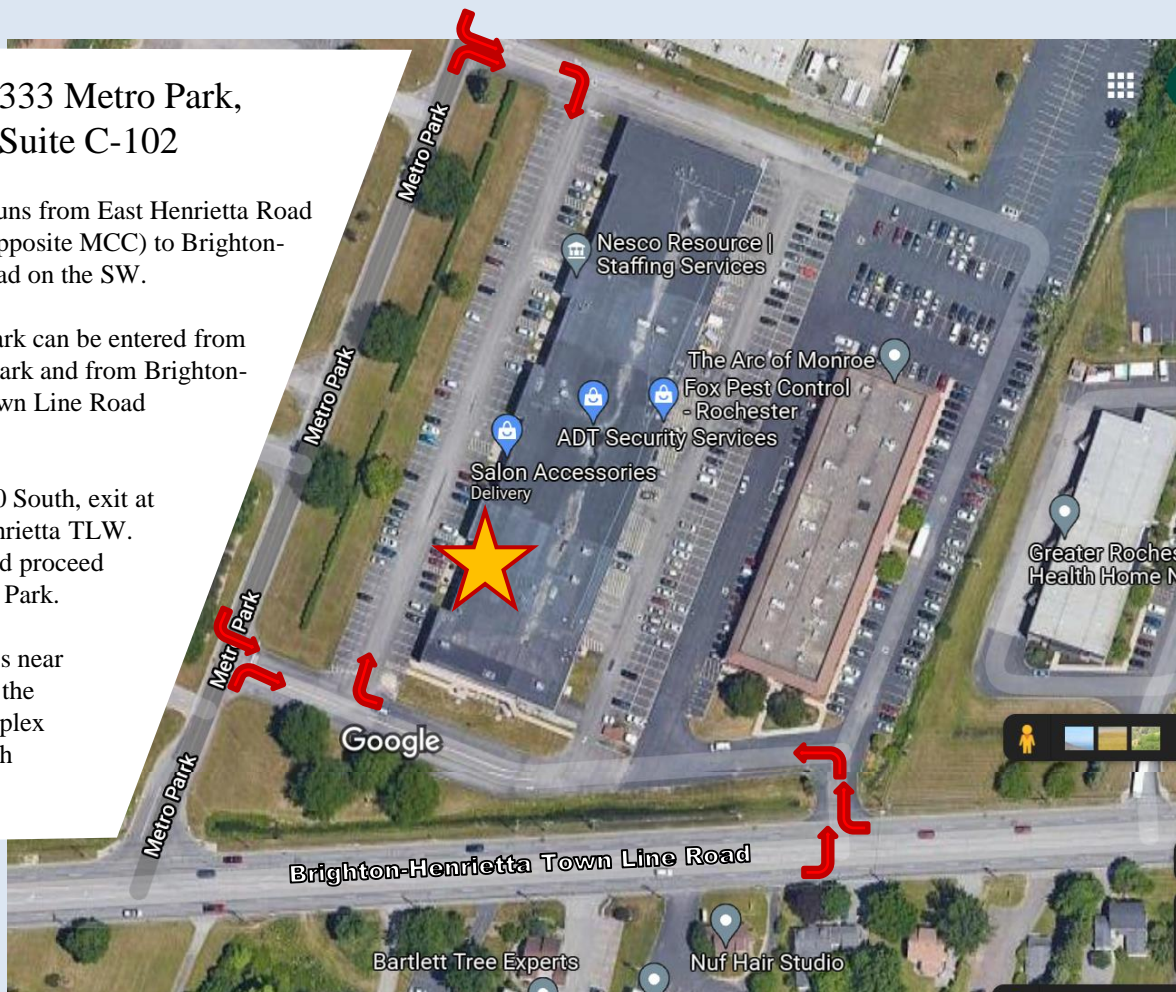 333 Metro Park,
Suite C-102
uns from East Henrietta Road
pposite MCC) to Brighton-
ad on the SW.
ark can be entered from
ark and from Brighton-
wn Line Road
0 South, exit at
nrietta TLW.
d proceed
Park.
s near
the
plex
h
Metro Park
Nesco Resource |
Staffing Services
Metro Park
The Arc of Monroe
Fox Pest Control
- Rochester
ADT Security Services
Salon Accessories
Delivery
Greater Roches
Health Home N
Metro Park
Google
Metro Park
Brighton-Henrietta Town Line Road
Bartlett Tree Experts
Nuf Hair Studio